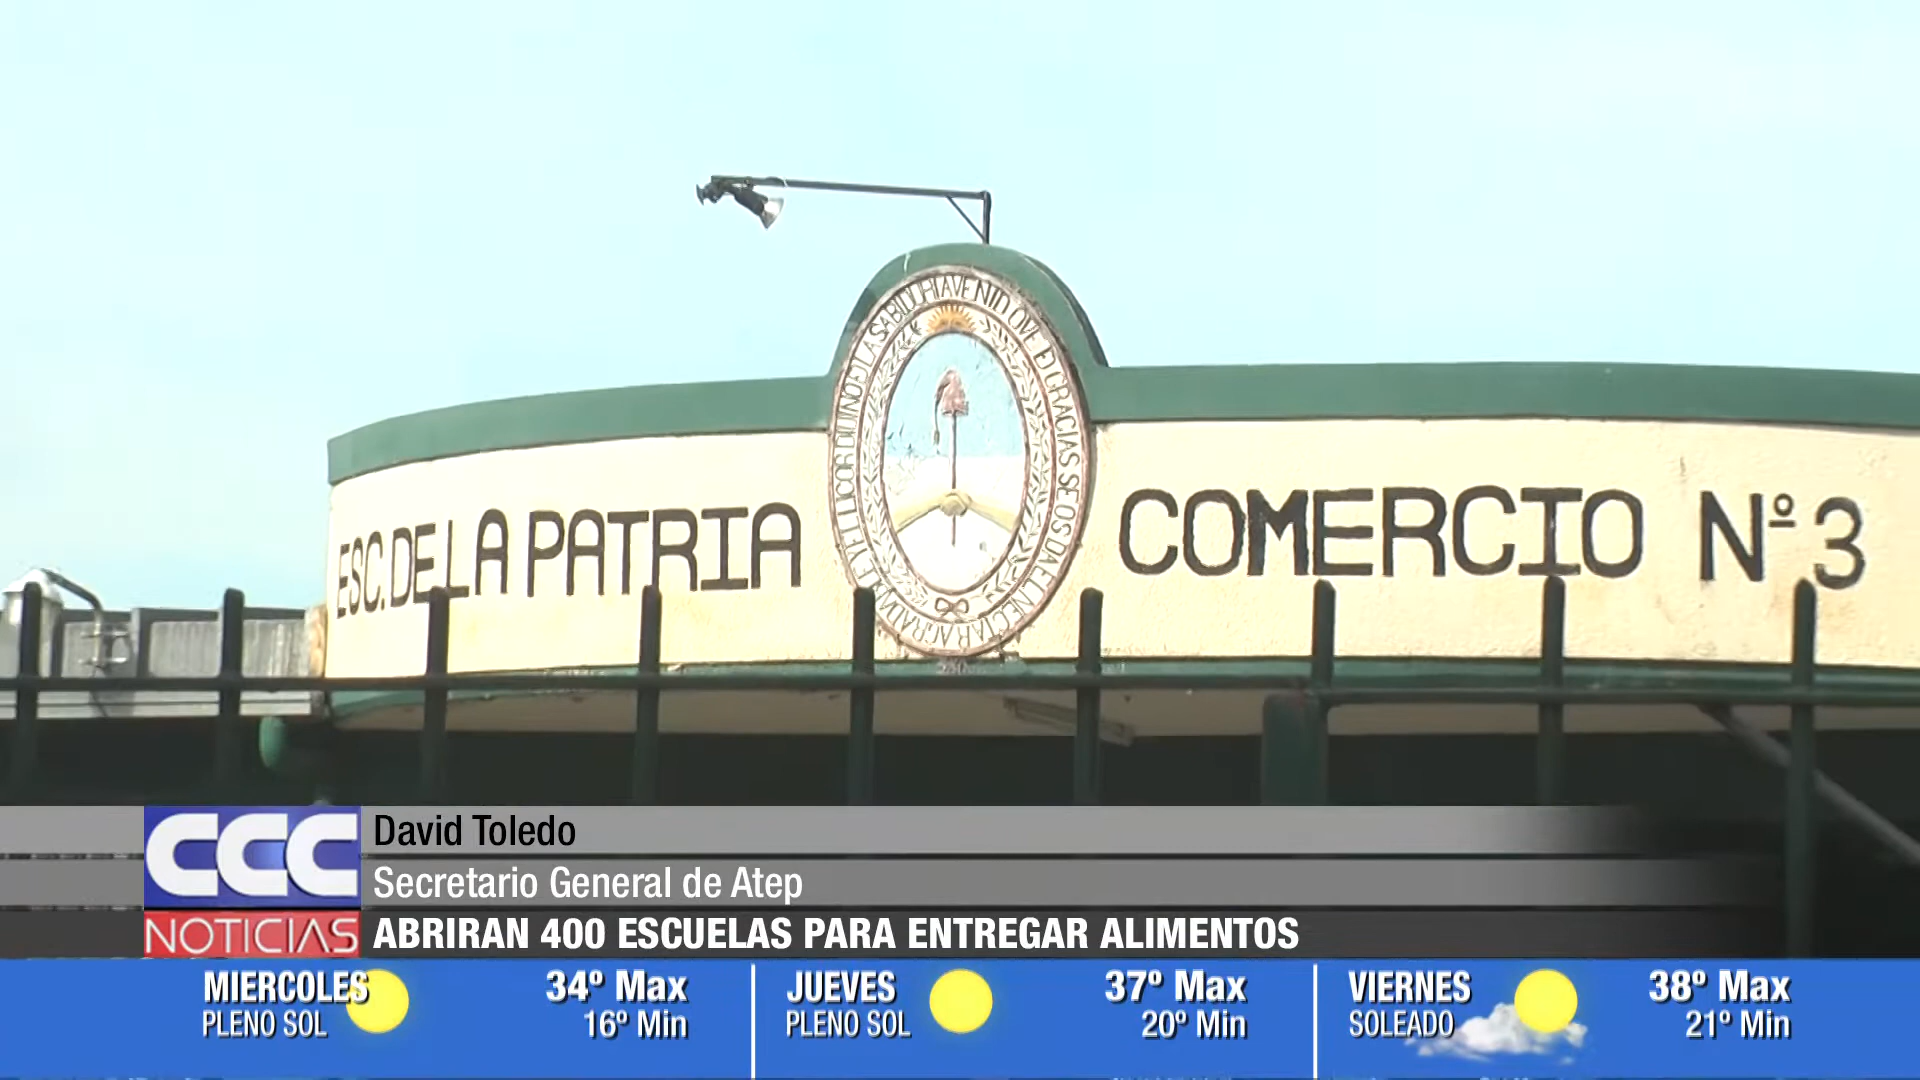 ESC. DE LA PATRIA
COMERCIO Nº 3
CCC
NOTICIAS
David Toledo
Secretario General de Atep
ABRIRAN 400 ESCUELAS PARA ENTREGAR ALIMENTOS
MIERCOLES 34º Max
PLENO SOL 16º Min
JUEVES 37º Max
PLENO SOL 20º Min
VIERNES 38º Max
SOLEADO 21º Min